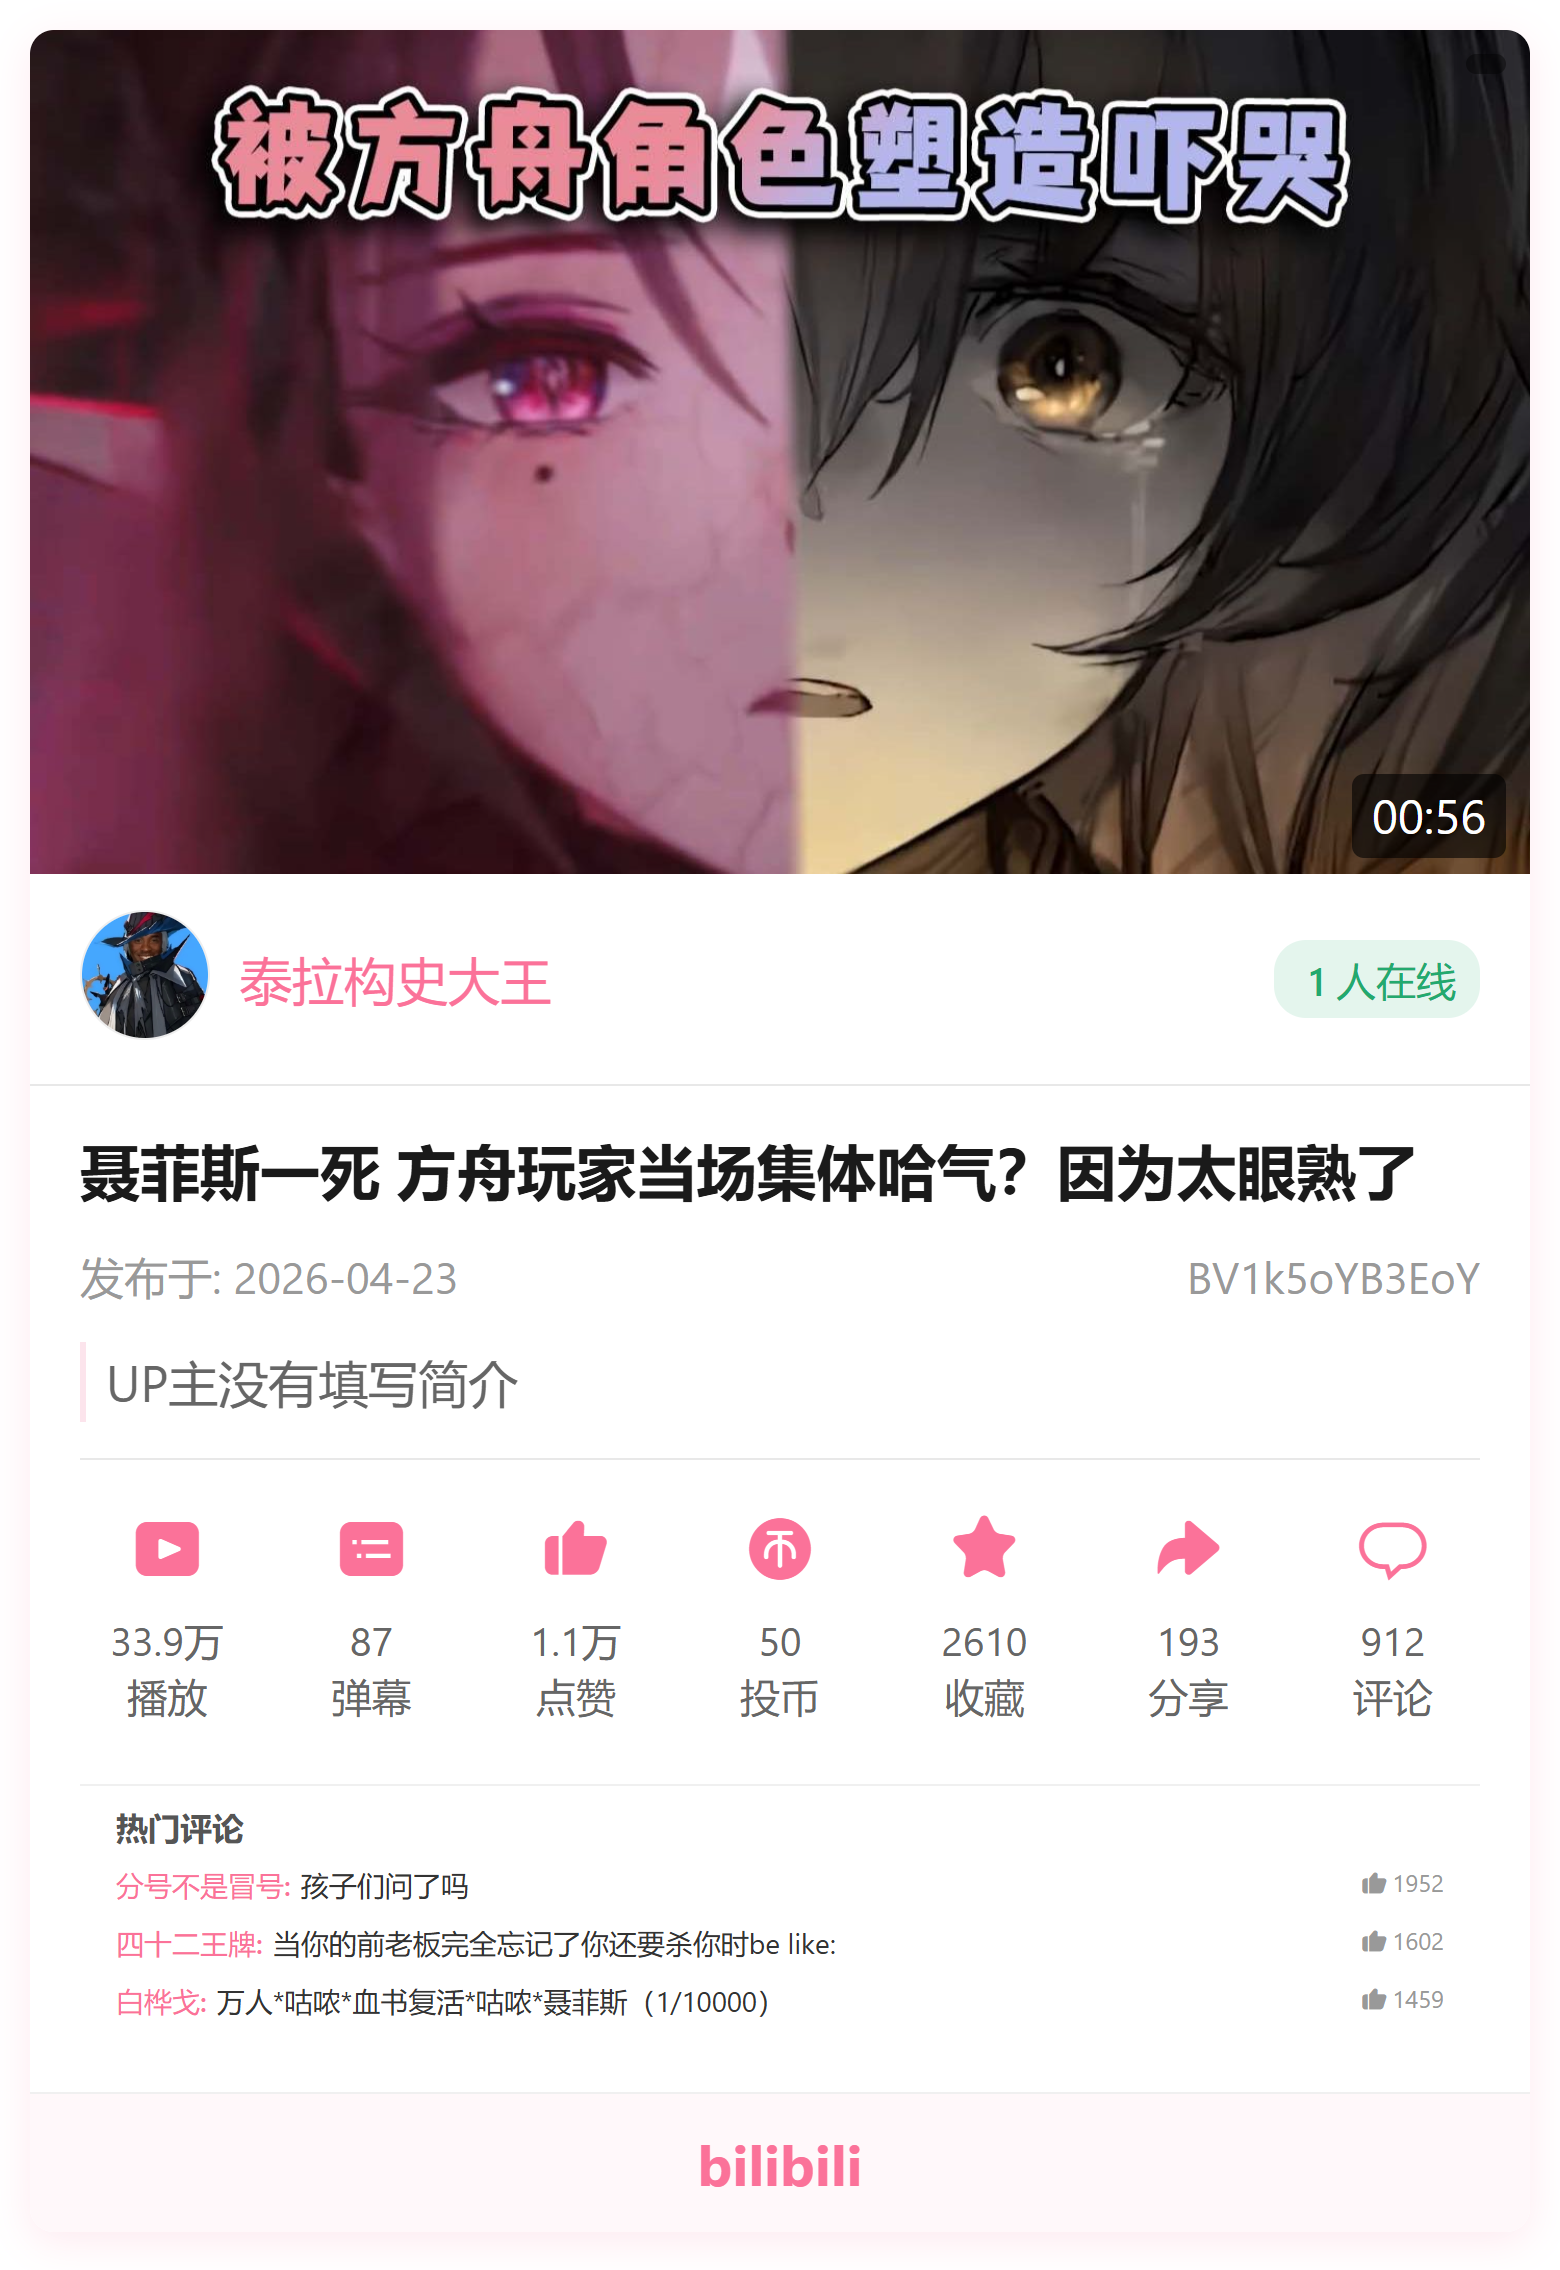 被方舟角色塑造吓哭
00:56
泰拉构史大王
1 人在线
聂菲斯一死 方舟玩家当场集体哈气？因为太眼熟了
发布于: 2026-04-23
BV1k5oYB3EoY
UP主没有填写简介
33.9万 87 1.1万 50 2610 193 912
播放 弹幕 点赞 投币 收藏 分享 评论
热门评论
分号不是冒号: 孩子们问了吗 1952
四十二王牌: 当你的前老板完全忘记了你还要杀你时be like: 1602
白桦戈: 万人*咕哝*血书复活*咕哝*聂菲斯（1/10000） 1459
bilibili